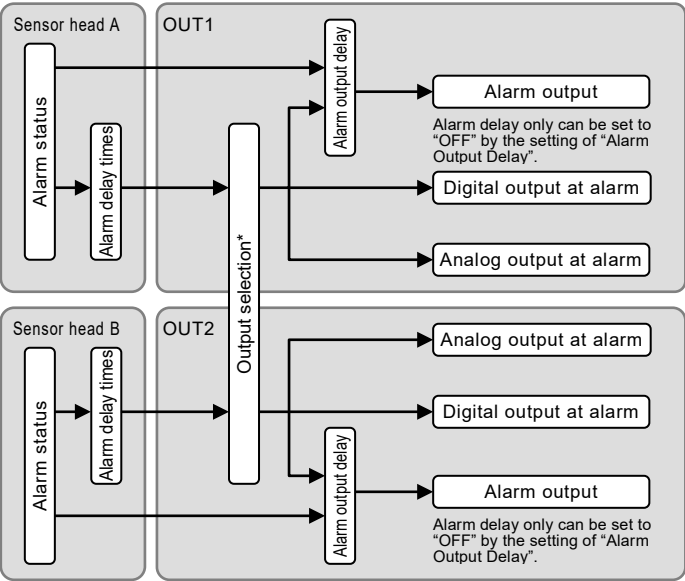 Sensor head A
OUT1
Alarm status
Alarm delay times
Alarm output delay
Alarm output
Alarm delay only can be set to
“OFF” by the setting of “Alarm
Output Delay”.
Digital output at alarm
Output selection*
Analog output at alarm
Sensor head B
OUT2
Alarm status
Alarm delay times
Analog output at alarm
Digital output at alarm
Alarm output delay
Alarm output
Alarm delay only can be set to
“OFF” by the setting of “Alarm
Output Delay”.